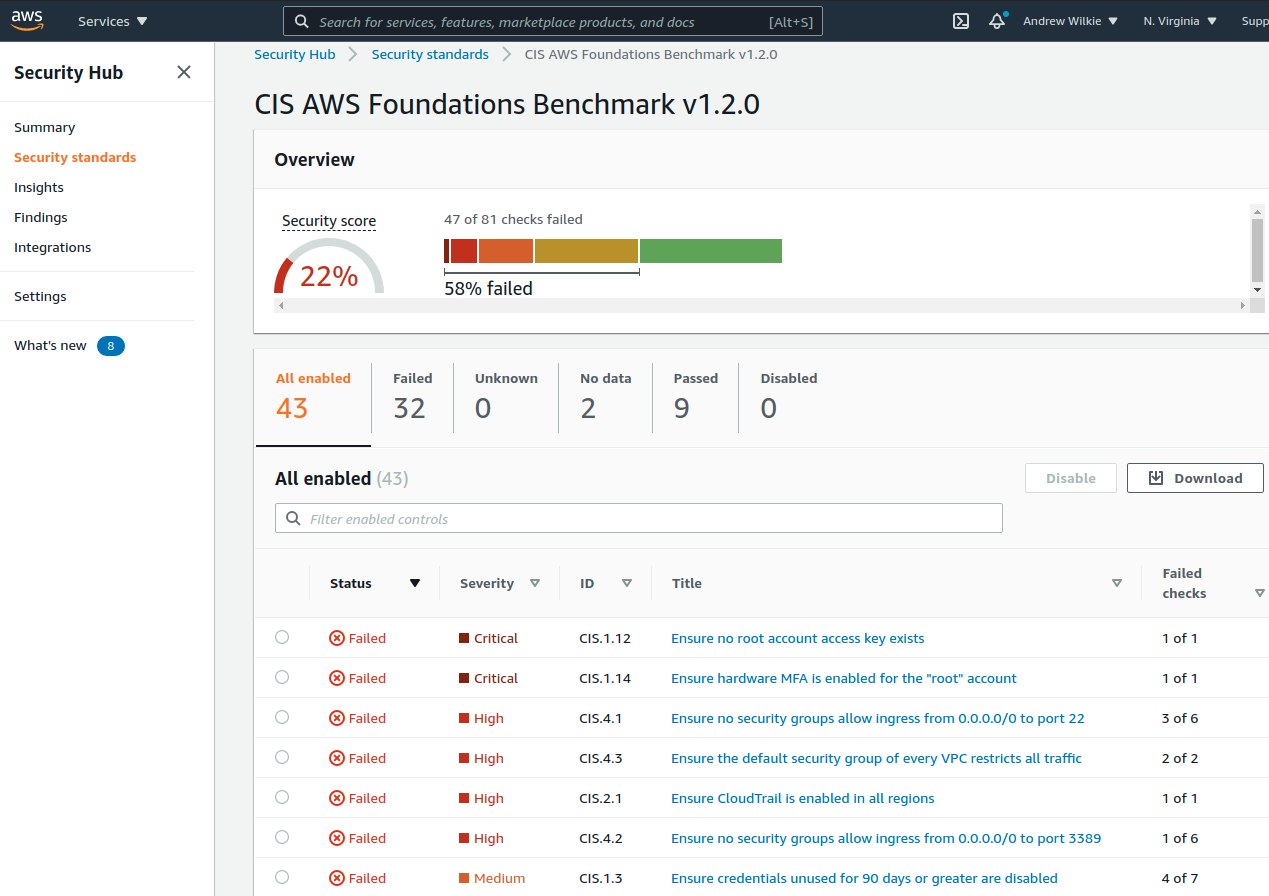 aws
Services
Search for services, features, marketplace products, and docs [Alt+S]
Andrew Wilkie
N. Virginia
Supp
Security Hub
Summary
Security standards
Insights
Findings
Integrations
Settings
What's new 8
Security Hub > Security standards > CIS AWS Foundations Benchmark v1.2.0
CIS AWS Foundations Benchmark v1.2.0
Overview
Security score
22%
47 of 81 checks failed
58% failed
All enabled Failed Unknown No data Passed Disabled
43 32 0 2 9 0
All enabled (43)
Disable Download
Filter enabled controls
Status Severity ID Title Failed checks
Failed Critical CIS.1.12 Ensure no root account access key exists 1 of 1
Failed Critical CIS.1.14 Ensure hardware MFA is enabled for the "root" account 1 of 1
Failed High CIS.4.1 Ensure no security groups allow ingress from 0.0.0.0/0 to port 22 3 of 6
Failed High CIS.4.3 Ensure the default security group of every VPC restricts all traffic 2 of 2
Failed High CIS.2.1 Ensure CloudTrail is enabled in all regions 1 of 1
Failed High CIS.4.2 Ensure no security groups allow ingress from 0.0.0.0/0 to port 3389 1 of 6
Failed Medium CIS.1.3 Ensure credentials unused for 90 days or greater are disabled 4 of 7